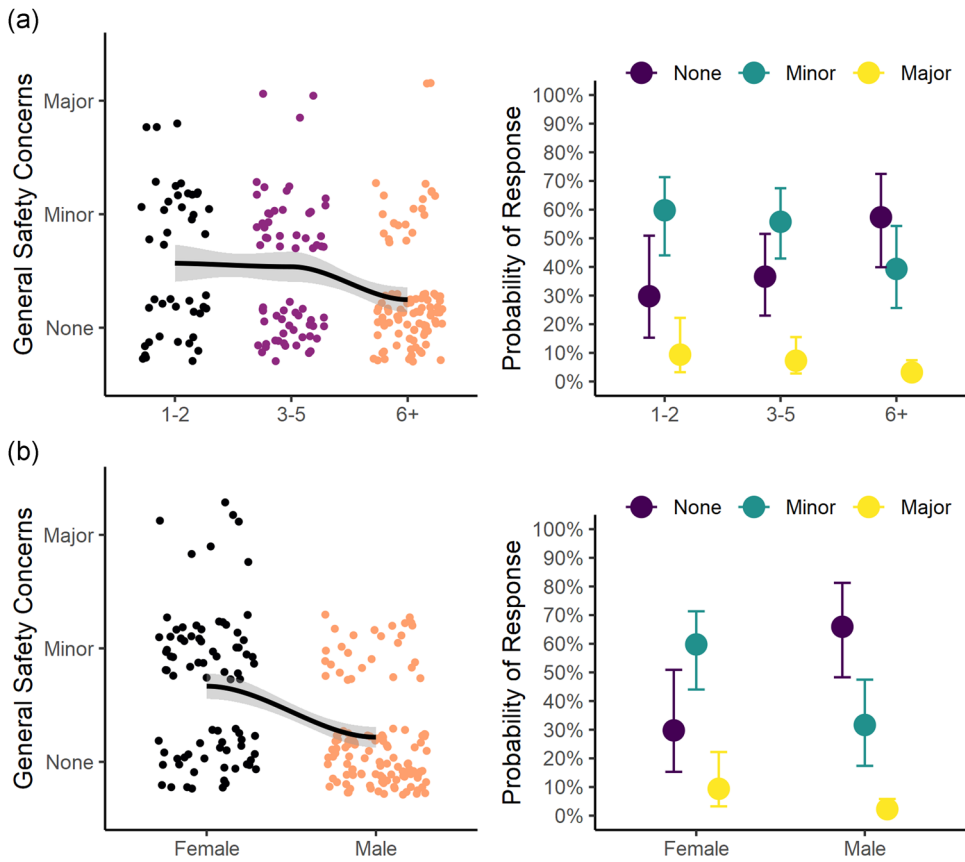 (a)
General Safety Concerns
Major
Minor
None
1-2
3-5
6+
None
Minor
Major
Probability of Response
100%
90%
80%
70%
60%
50%
40%
30%
20%
10%
0%
1-2
3-5
6+
(b)
General Safety Concerns
Major
Minor
None
Female
Male
None
Minor
Major
Probability of Response
100%
90%
80%
70%
60%
50%
40%
30%
20%
10%
0%
Female
Male